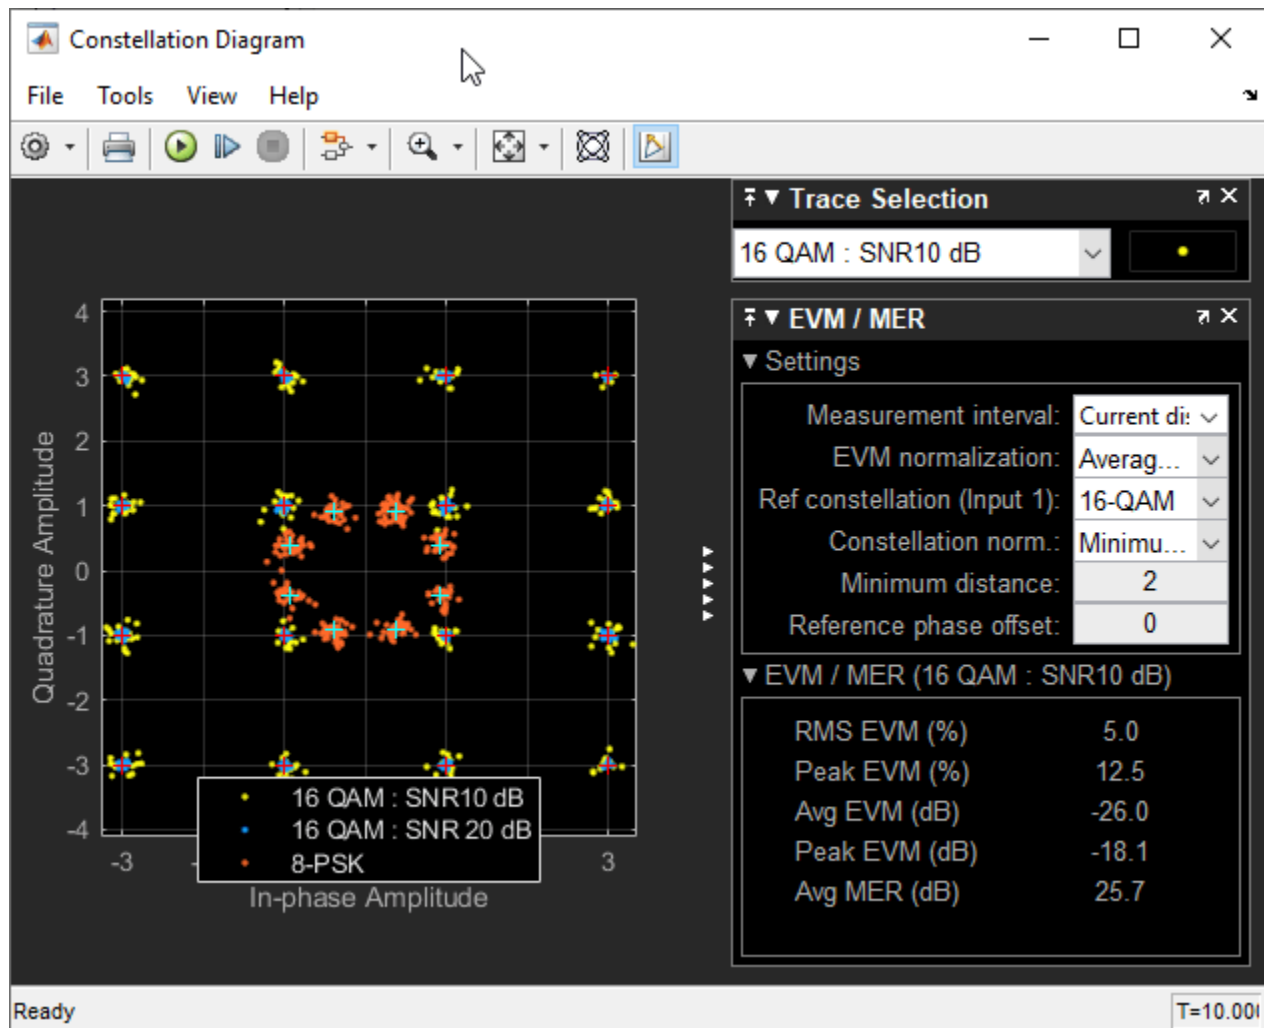 Constellation Diagram
File Tools View Help
Trace Selection
16 QAM : SNR10 dB
EVM / MER
Settings
Measurement interval: Current di
EVM normalization: Averag...
Ref constellation (Input 1): 16-QAM
Constellation norm.: Minimu...
Minimum distance: 2
Reference phase offset: 0
EVM / MER (16 QAM : SNR10 dB)
RMS EVM (%) 5.0
Peak EVM (%) 12.5
Avg EVM (dB) -26.0
Peak EVM (dB) -18.1
Avg MER (dB) 25.7
Quadrature Amplitude
4
3
2
1
0
-1
-2
-3
-4
16 QAM : SNR10 dB
16 QAM : SNR 20 dB
8-PSK
-3 3
In-phase Amplitude
Ready T=10.00